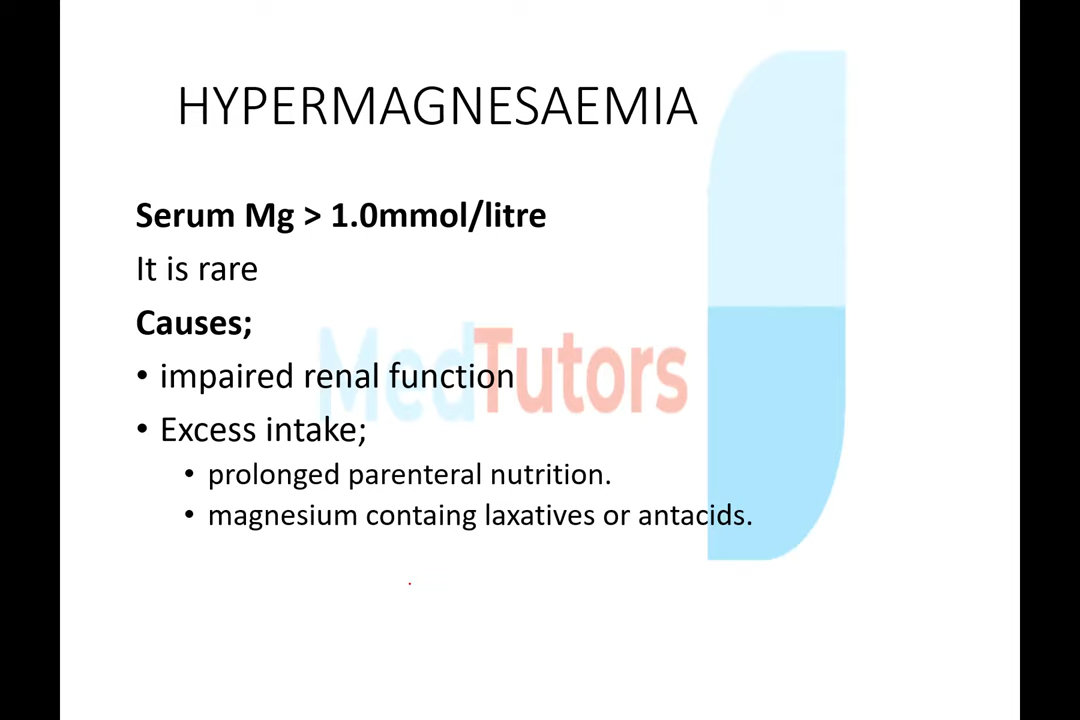 HYPERMAGNESAEMIA
Serum Mg > 1.0mmol/litre
It is rare
Causes;
• impaired renal function
MedTutors
• Excess intake;
• prolonged parenteral nutrition.
• magnesium containg laxatives or antacids.